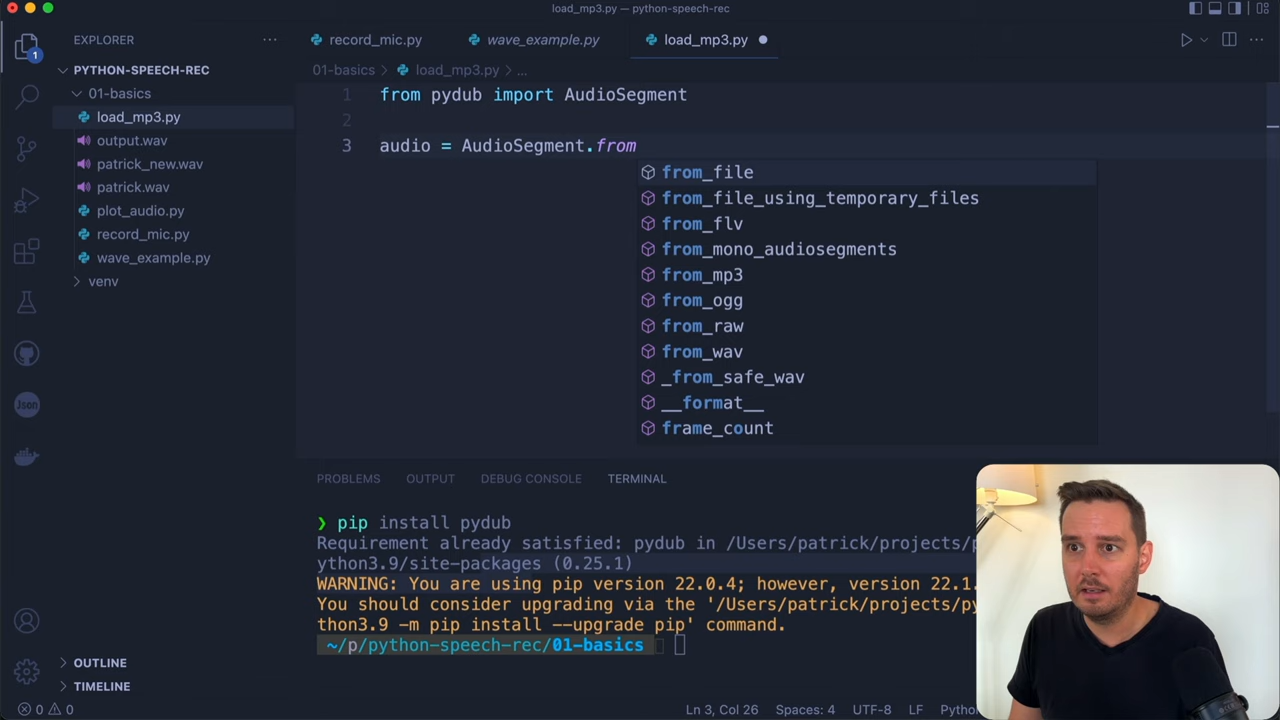 load_mp3.py — python-speech-rec
EXPLORER
record_mic.py
wave_example.py
load_mp3.py
1
PYTHON-SPEECH-REC
01-basics
load_mp3.py
output.wav
patrick_new.wav
patrick.wav
plot_audio.py
record_mic.py
wave_example.py
venv
Json
OUTLINE
TIMELINE
01-basics > load_mp3.py > ...
1 from pydub import AudioSegment
2
3 audio = AudioSegment.from
from_file
from_file_using_temporary_files
from_flv
from_mono_audiosegments
from_mp3
from_ogg
from_raw
from_wav
_from_safe_wav
__format__
frame_count
PROBLEMS OUTPUT DEBUG CONSOLE TERMINAL
❯ pip install pydub
Requirement already satisfied: pydub in /Users/patrick/projects/p
ython3.9/site-packages (0.25.1)
WARNING: You are using pip version 22.0.4; however, version 22.1.
You should consider upgrading via the '/Users/patrick/projects/py
thon3.9 -m pip install --upgrade pip' command.
~/p/python-speech-rec/01-basics
0 0
Ln 3, Col 26 Spaces: 4 UTF-8 LF Python